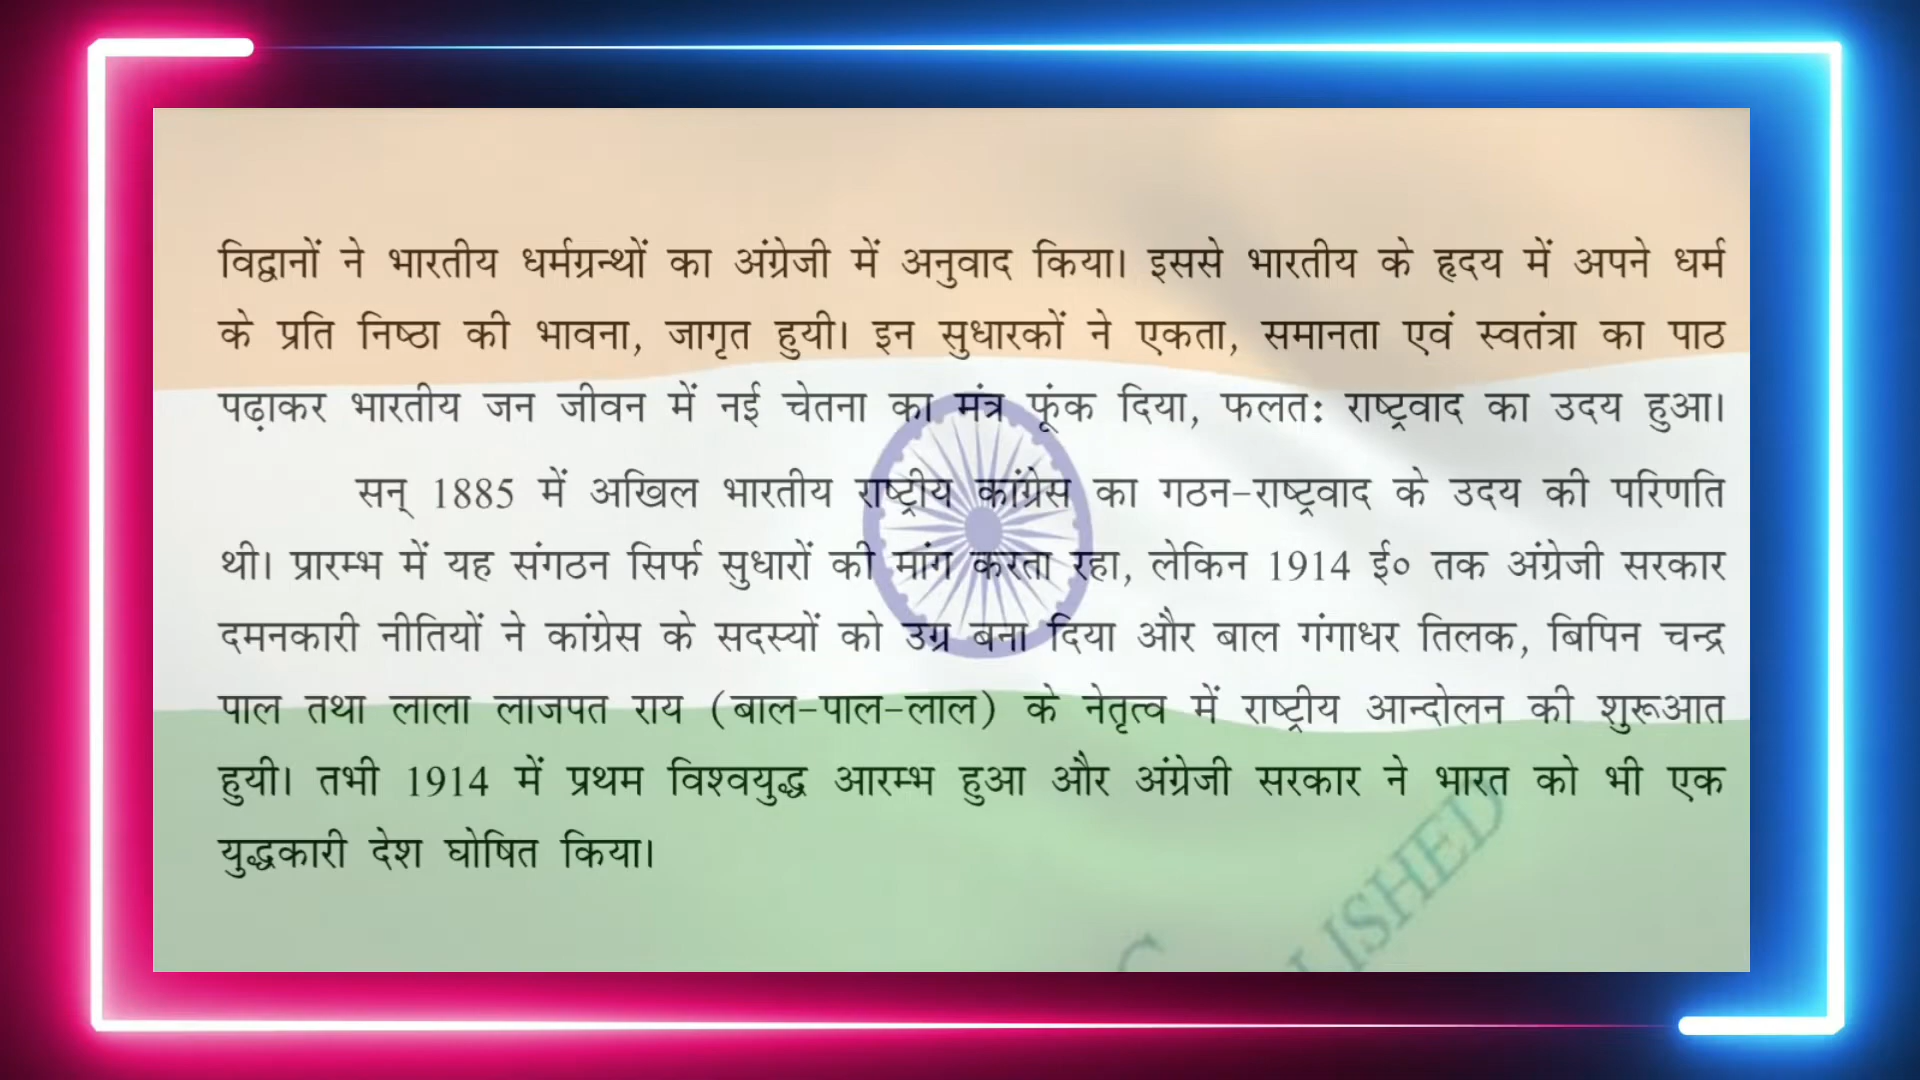 विद्वानों ने भारतीय धर्मग्रन्थों का अंग्रेजी में अनुवाद किया। इससे भारतीय के हृदय में अपने धर्म
के प्रति निष्ठा की भावना, जागृत हुयी। इन सुधारकों ने एकता, समानता एवं स्वतंत्रा का पाठ
पढ़ाकर भारतीय जन जीवन में नई चेतना का मंत्र फूंक दिया, फलतः राष्ट्रवाद का उदय हुआ।
सन् 1885 में अखिल भारतीय राष्ट्रीय कांग्रेस का गठन-राष्ट्रवाद के उदय की परिणति
थी। प्रारम्भ में यह संगठन सिर्फ सुधारों की मांग करता रहा, लेकिन 1914 ई० तक अंग्रेजी सरकार
दमनकारी नीतियों ने कांग्रेस के सदस्यों को उग्र बना दिया और बाल गंगाधर तिलक, बिपिन चन्द्र
पाल तथा लाला लाजपत राय (बाल-पाल-लाल) के नेतृत्व में राष्ट्रीय आन्दोलन की शुरूआत
हुयी। तभी 1914 में प्रथम विश्वयुद्ध आरम्भ हुआ और अंग्रेजी सरकार ने भारत को भी एक
युद्धकारी देश घोषित किया।